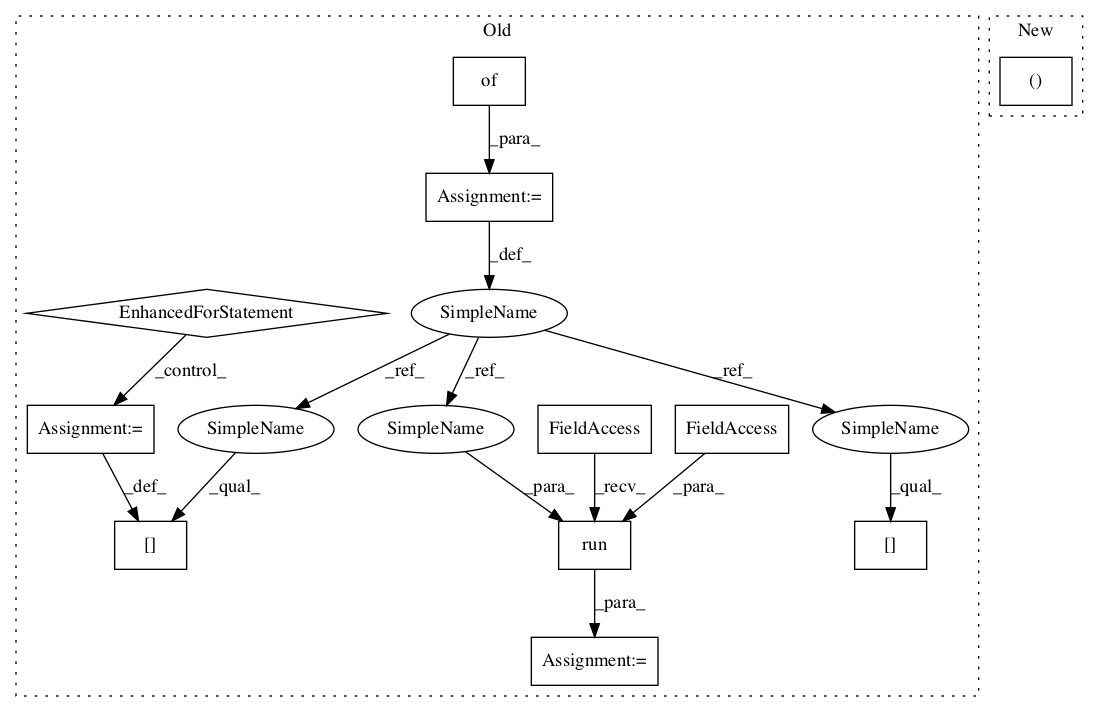 Old
New
of
()
_para_
Assignment:=
_def_
EnhancedForStatement
SimpleName
_control_
_ref_
_ref_
_ref_
Assignment:=
SimpleName
SimpleName
FieldAccess
FieldAccess
SimpleName
_def_
_qual_
_para_
_recv_
_para_
_qual_
[]
run
[]
_para_
Assignment:=